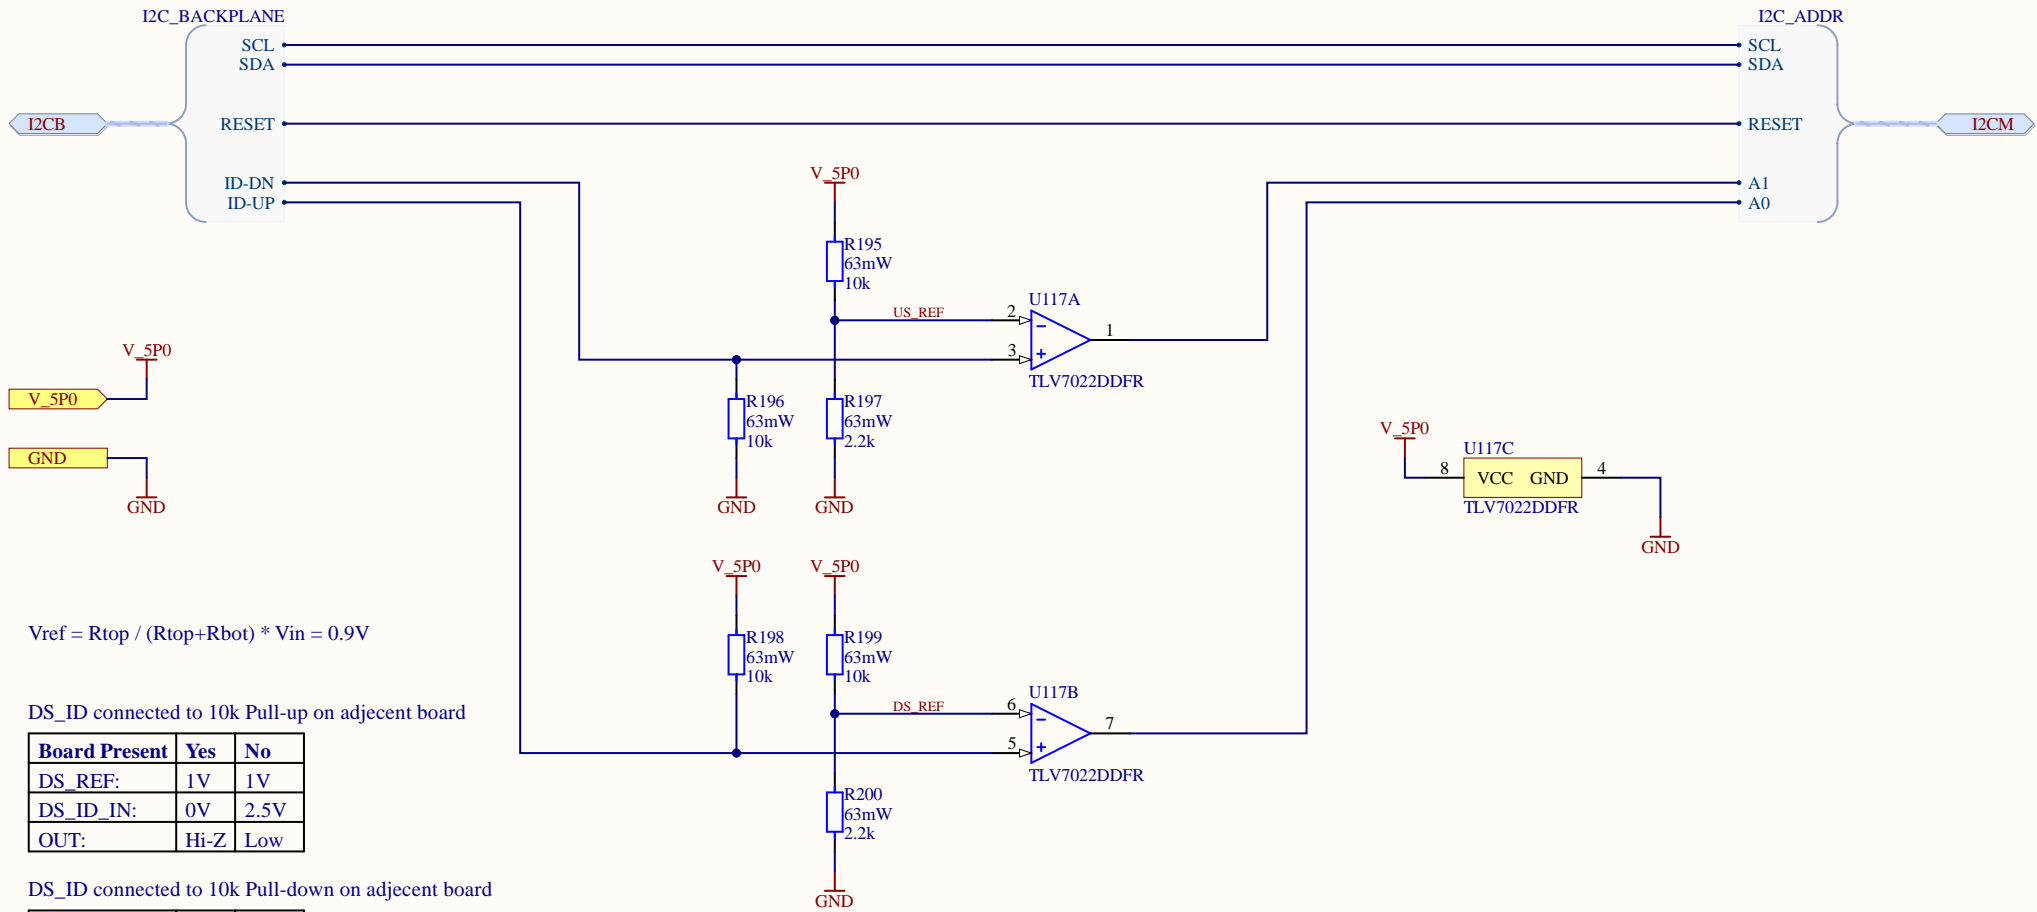 I2C_BACKPLANE
I2C_ADDR
SCL
SCL
SDA
SDA
I2CB
RESET
RESET
I2CM
ID-DN
A1
ID-UP
A0
V_5P0
R195
63mW
10k
US_REF
2
U117A
1
3
TLV7022DDFR
V_5P0
V_5P0
GND
GND
R196
63mW
10k
GND
R197
63mW
2.2k
GND
V_5P0
U117C
8
VCC GND
4
TLV7022DDFR
GND
V_5P0
V_5P0
R198
63mW
10k
R199
63mW
10k
DS_REF
6
U117B
7
5
TLV7022DDFR
R200
63mW
2.2k
GND
Vref = Rtop / (Rtop+Rbot) * Vin = 0.9V
DS_ID connected to 10k Pull-up on adjecent board
Board Present Yes No
DS_REF: 1V 1V
DS_ID_IN: 0V 2.5V
OUT: Hi-Z Low
DS_ID connected to 10k Pull-down on adjecent board